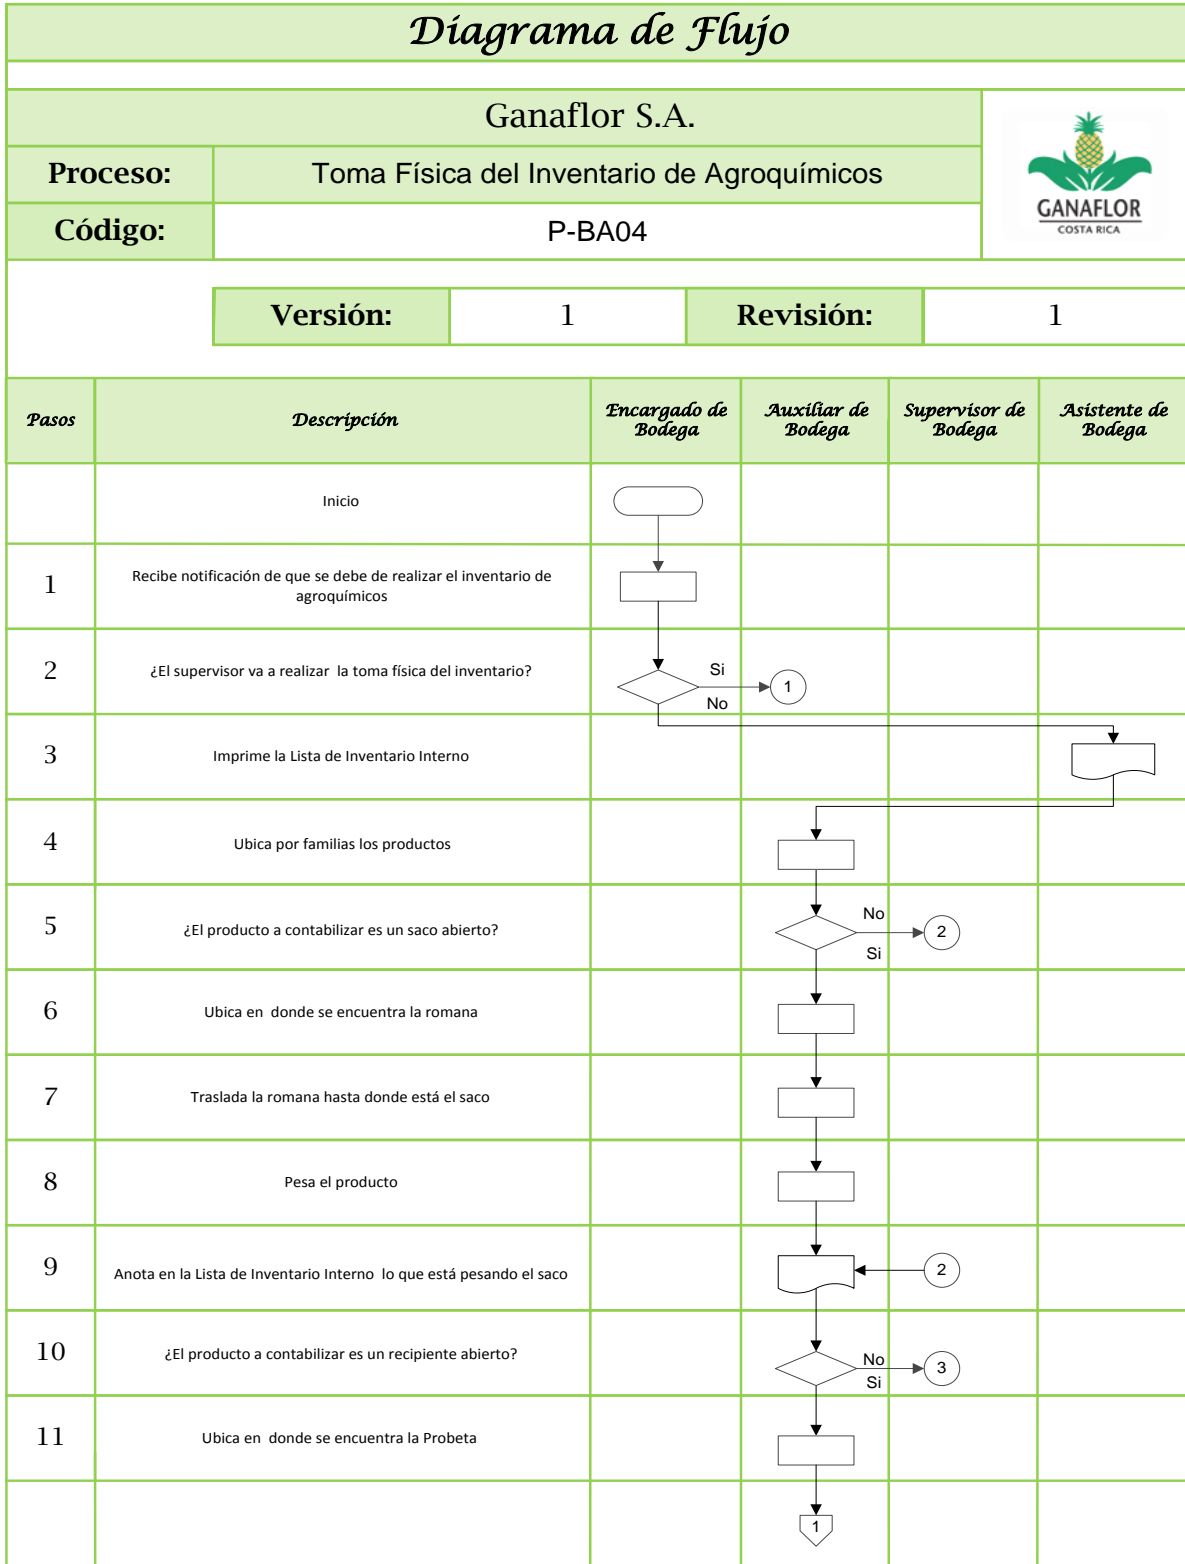 Diagrama de Flujo
Ganaflor S.A.
Proceso:
Toma Física del Inventario de Agroquímicos
Código:
P-BA04
GANAFLOR
COSTA RICA
Versión:
1
Revisión:
1
Pasos
Descripción
Encargado de
Bodega
Auxiliar de
Bodega
Supervisor de
Bodega
Asistente de
Bodega
Inicio
1
Recibe notificación de que se debe de realizar el inventario de
agroquímicos
2
¿El supervisor va a realizar la toma física del inventario?
Si
1
No
3
Imprime la Lista de Inventario Interno
4
Ubica por familias los productos
5
¿El producto a contabilizar es un saco abierto?
No
2
Si
6
Ubica en donde se encuentra la romana
7
Traslada la romana hasta donde está el saco
8
Pesa el producto
9
Anota en la Lista de Inventario Interno lo que está pesando el saco
2
10
¿El producto a contabilizar es un recipiente abierto?
No
3
Si
11
Ubica en donde se encuentra la Probeta
1